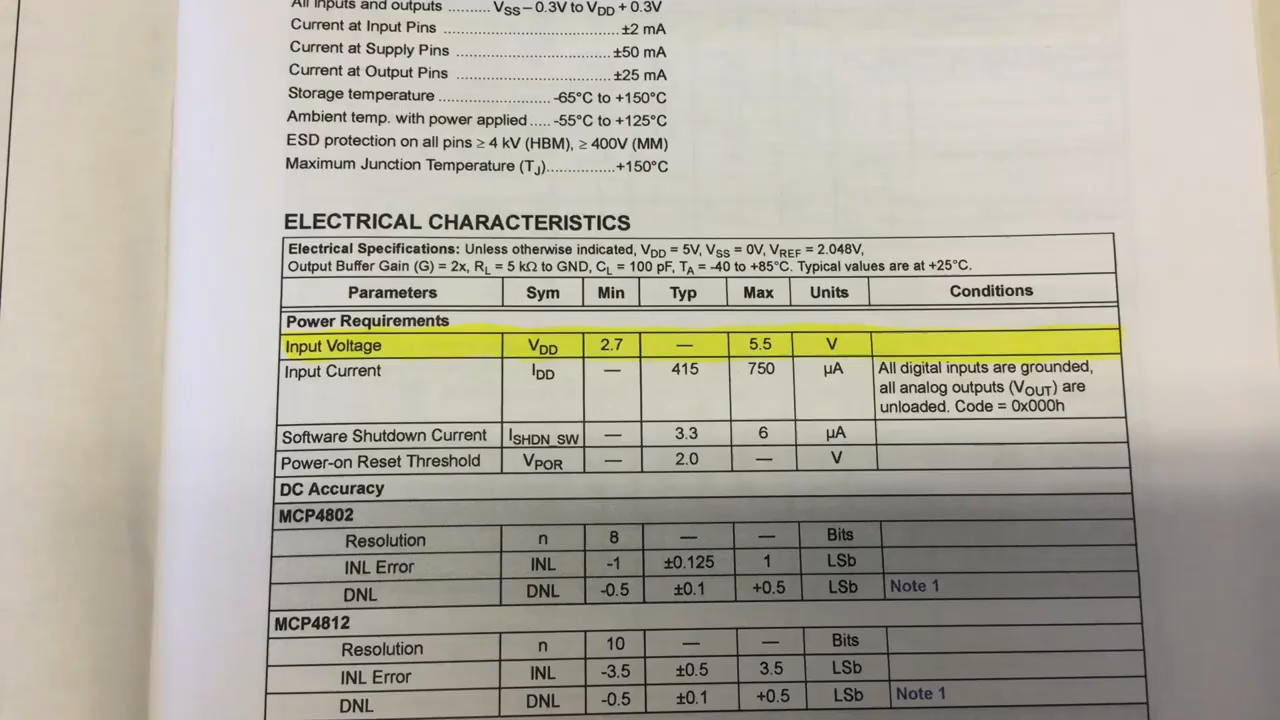 All inputs and outputs .......... VSS – 0.3V to VDD + 0.3V
Current at Input Pins ....................................±2 mA
Current at Supply Pins ................................±50 mA
Current at Output Pins ................................±25 mA
Storage temperature ......................... -65°C to +150°C
Ambient temp. with power applied ..... -55°C to +125°C
ESD protection on all pins ≥ 4 kV (HBM), ≥ 400V (MM)
Maximum Junction Temperature (TJ)................+150°C
ELECTRICAL CHARACTERISTICS
Electrical Specifications: Unless otherwise indicated, VDD = 5V, VSS = 0V, VREF = 2.048V,
Output Buffer Gain (G) = 2x, RL = 5 kΩ to GND, CL = 100 pF, TA = -40 to +85°C. Typical values are at +25°C.
Parameters Sym Min Typ Max Units Conditions
Power Requirements
Input Voltage VDD 2.7 — 5.5 V
Input Current IDD — 415 750 µA All digital inputs are grounded,
all analog outputs (VOUT) are
unloaded. Code = 0x000h
Software Shutdown Current ISHDN_SW — 3.3 6 µA
Power-on Reset Threshold VPOR — 2.0 — V
DC Accuracy
MCP4802
Resolution n 8 — — Bits
INL Error INL -1 ±0.125 1 LSb
DNL DNL -0.5 ±0.1 +0.5 LSb Note 1
MCP4812
Resolution n 10 — — Bits
INL Error INL -3.5 ±0.5 3.5 LSb
DNL DNL -0.5 ±0.1 +0.5 LSb Note 1